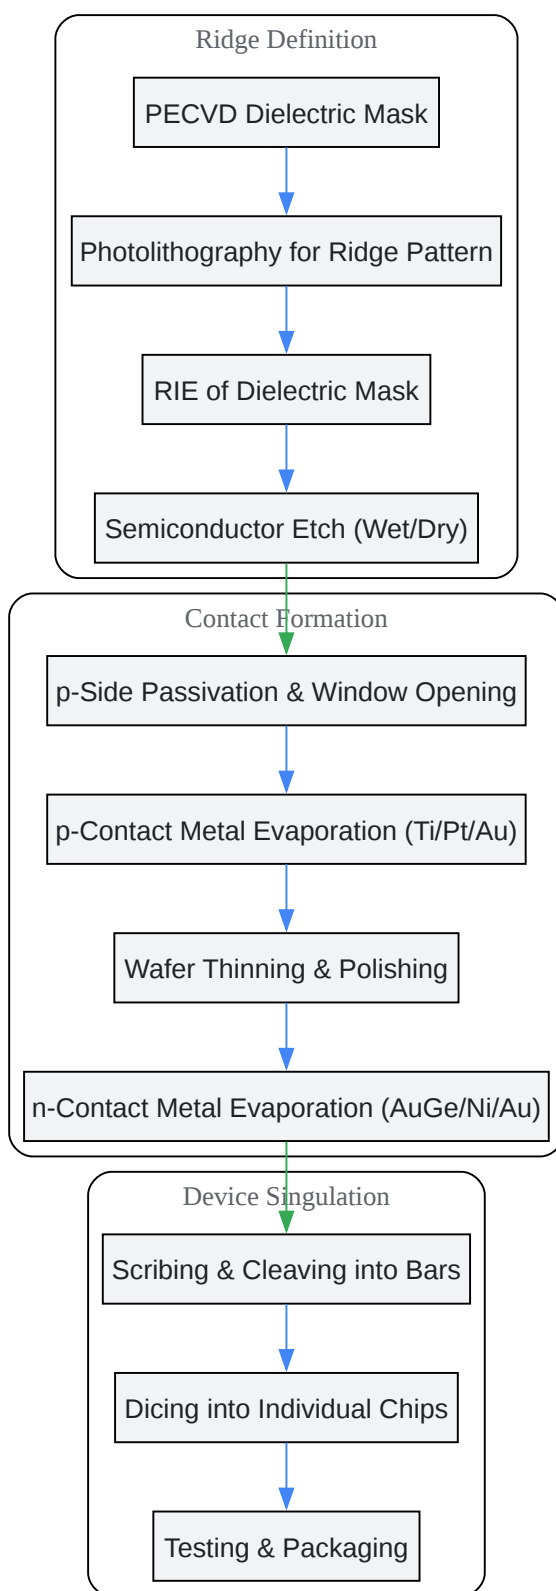 Ridge Definition
PECVD Dielectric Mask
Photolithography for Ridge Pattern
RIE of Dielectric Mask
Semiconductor Etch (Wet/Dry)
Contact Formation
p-Side Passivation & Window Opening
p-Contact Metal Evaporation (Ti/Pt/Au)
Wafer Thinning & Polishing
n-Contact Metal Evaporation (AuGe/Ni/Au)
Device Singulation
Scribing & Cleaving into Bars
Dicing into Individual Chips
Testing & Packaging